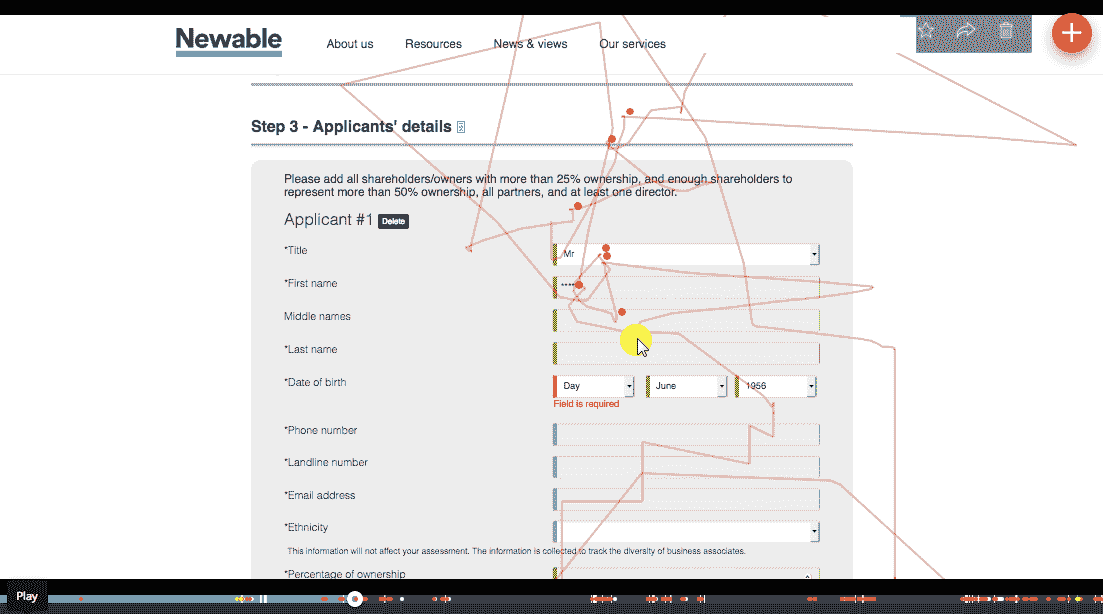 Newable
About us
Resources
News & views
Our services
Step 3 - Applicants' details
Please add all shareholders/owners with more than 25% ownership, and enough shareholders to
represent more than 50% ownership, all partners, and at least one director.
Applicant #1 Delete
*Title
Mr
*First name
****
Middle names
*Last name
*Date of birth
Day
June
1956
Field is required
*Phone number
*Landline number
*Email address
*Ethnicity
This information will not affect your assessment. The information is collected to track the diversity of business associates.
*Percentage of ownership
Play